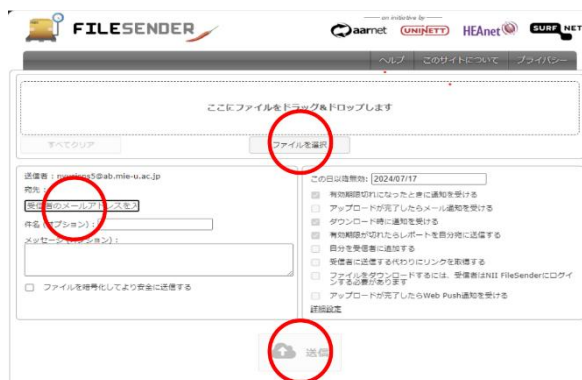 FILESENDER
an initiative by
aarnet
UNINETT
HEAnet
SURF NET
ヘルプ このサイトについて プライバシー
ここにファイルをドラッグ&ドロップします
すべてクリア
ファイルを選択
送信者 : @ab.mie-u.ac.jp
宛先 :
受信者のメールアドレスを入
件名 (オプション) :
メッセージ (オプション) :
ファイルを暗号化してより安全に送信する
この日以降無効: 2024/07/17
有効期限切れになったときに通知を受ける
アップロードが完了したらメール通知を受ける
ダウンロード時に通知を受ける
有効期限が切れたらレポートを自分宛に送信する
自分を受信者に追加する
受信者に送信する代わりにリンクを取得する
ファイルをダウンロードするには、受信者はNII FileSenderにログイ
ンする必要があります
アップロードが完了したらWeb Push通知を受ける
詳細設定
送信